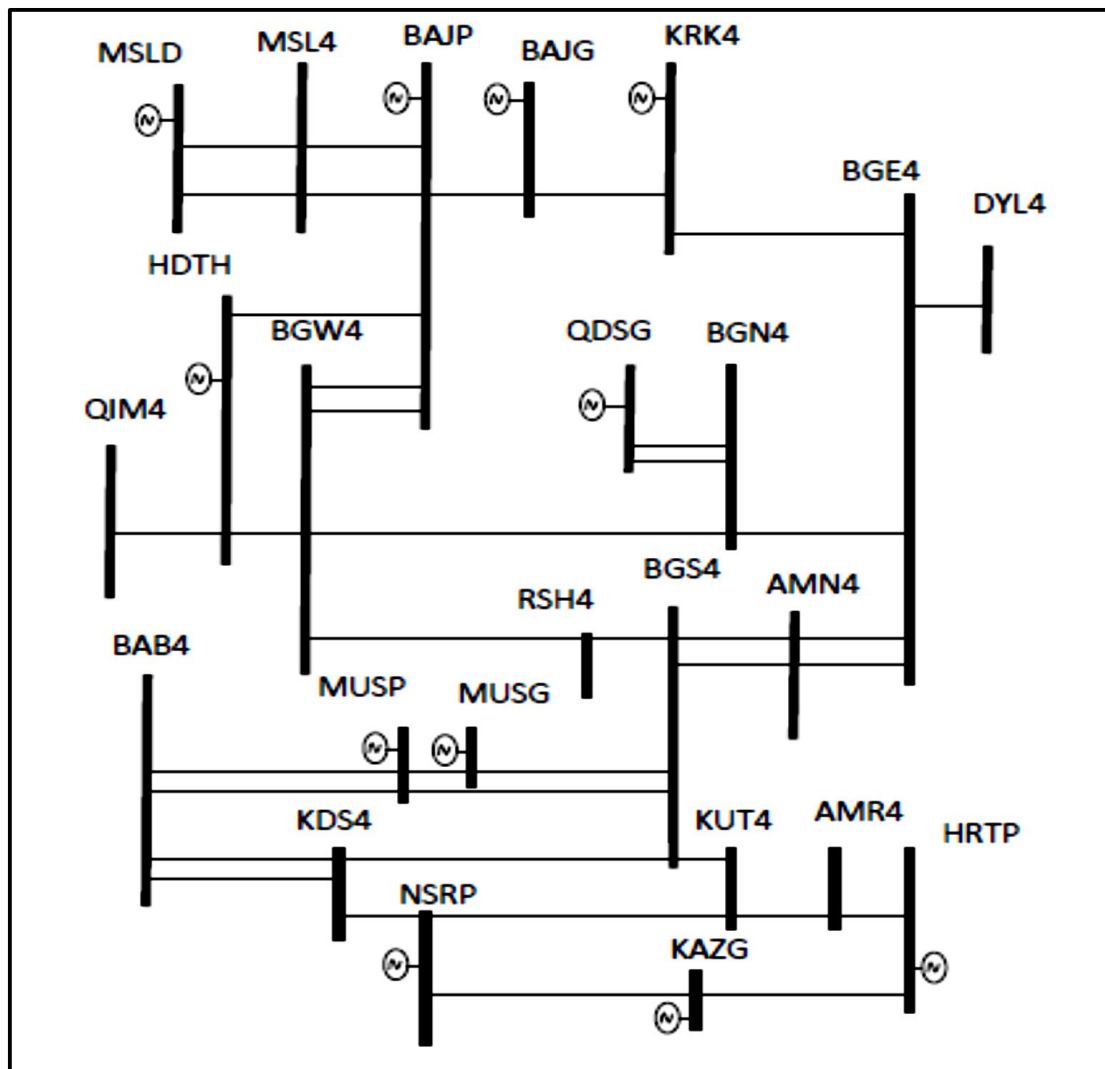 MSLD
MSL4
BAJP
BAJG
KRK4
BGE4
DYL4
HDTH
BGW4
QDSG
BGN4
QIM4
BGS4
RSH4
AMN4
BAB4
MUSP
MUSG
KDS4
KUT4
AMR4
HRTP
NSRP
KAZG